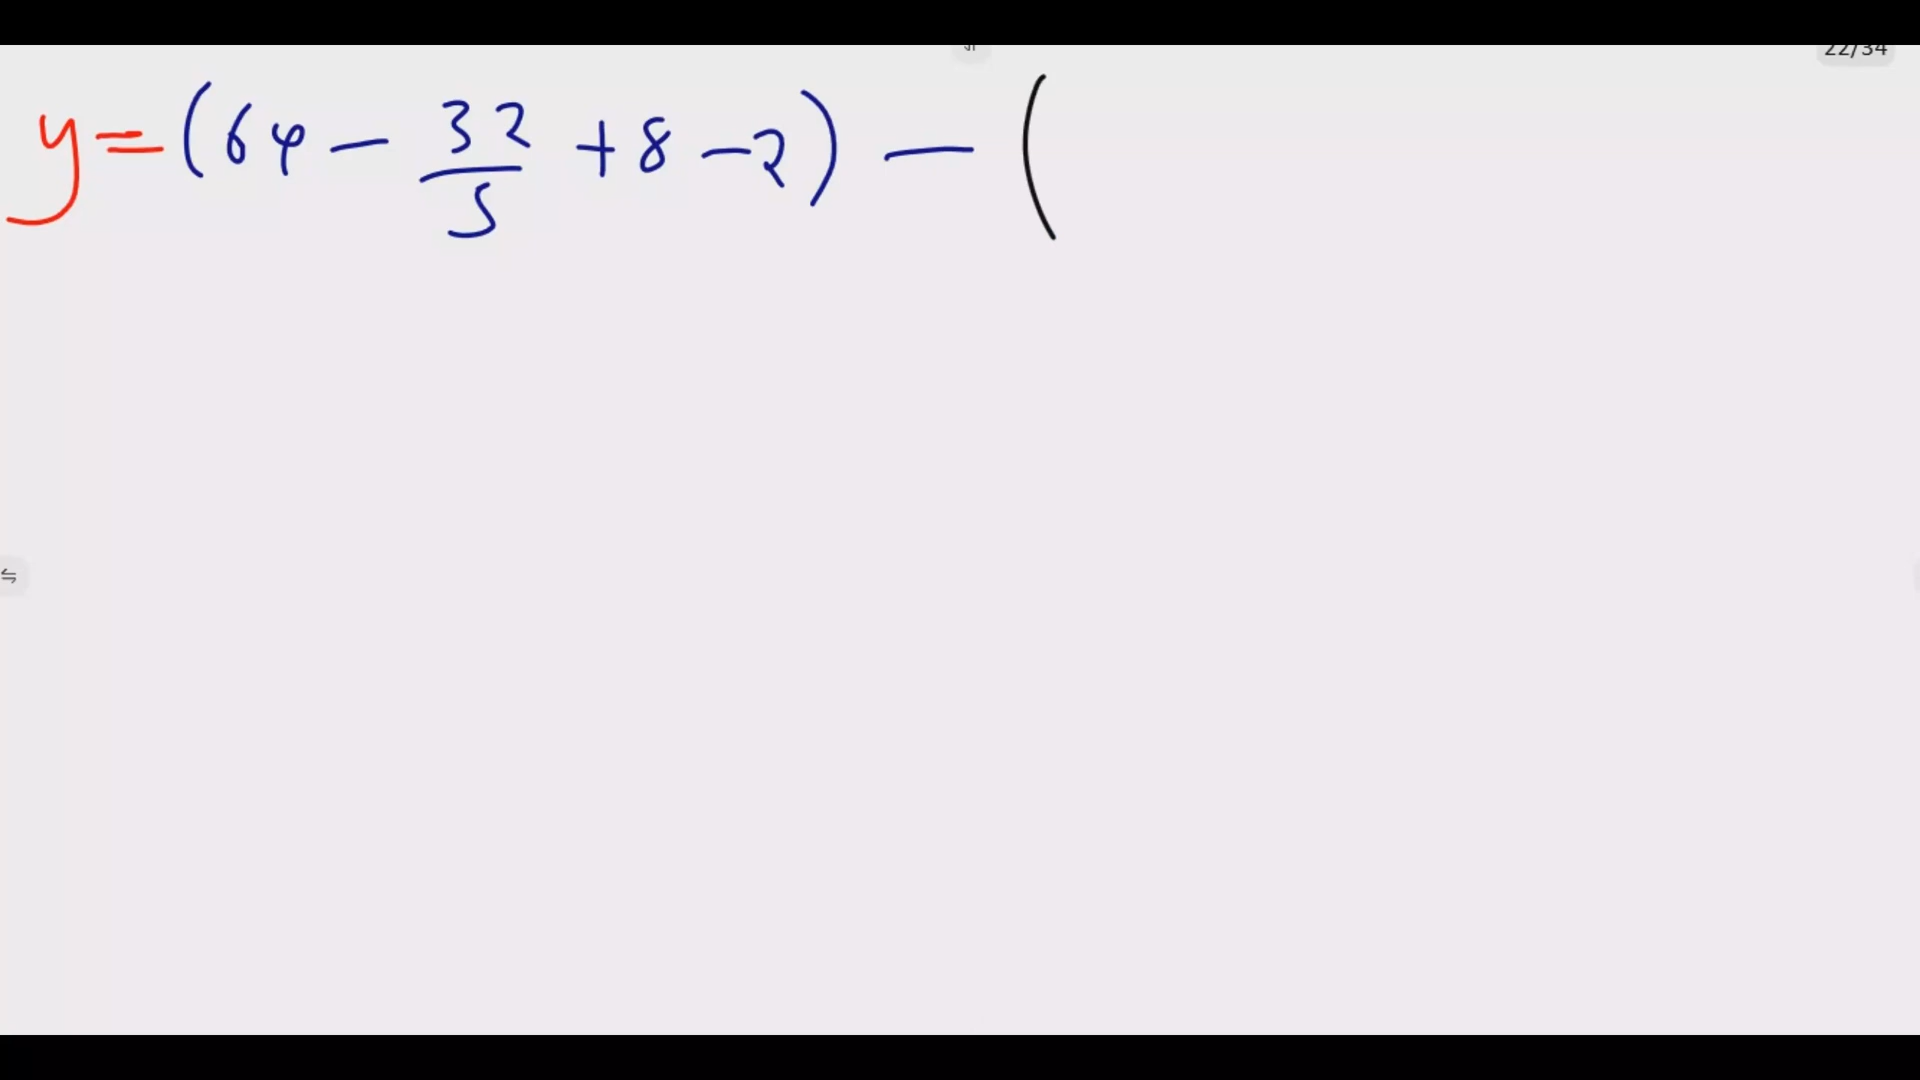 22/34
y = (64 - 32/5 + 8 - 2) - (